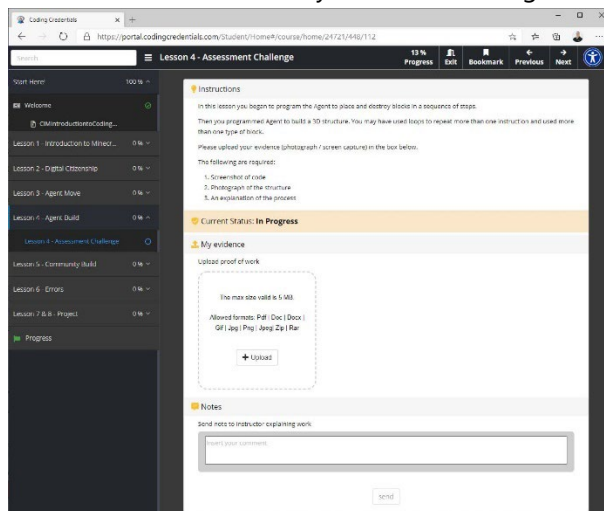 Coding Credentials
https://portal.codingcredentials.com/Student/Home#/course/home/24721/448/112
Search
Lesson 4 - Assessment Challenge
13 %
Progress
Exit
Bookmark
Previous
Next
Start Here!
100 %
Welcome
CIMintroductiontoCoding...
Lesson 1 - Introduction to Minecr...
0 %
Lesson 2 - Digital Citizenship
0 %
Lesson 3 - Agent Move
0 %
Lesson 4 - Agent Build
0 %
Lesson 4 - Assessment Challenge
Lesson 5 - Community Build
0 %
Lesson 6 - Errors
0 %
Lesson 7 & 8 - Project
0 %
Progress
Instructions
In this lesson you began to program the Agent to place and destroy blocks in a sequence of steps.
Then you programmed Agent to build a 3D structure. You may have used loops to repeat more than one instruction and used more
than one type of block.
Please upload your evidence (photograph / screen capture) in the box below.
The following are required:
1. Screenshot of code
2. Photograph of the structure
3. An explanation of the process
Current Status: In Progress
My evidence
Upload proof of work
The max size valid is 5 MB.
Allowed formats: Pdf | Doc | Docx |
Gif | Jpg | Png | Jpeg| Zip | Rar
+ Upload
Notes
Send note to instructor explaining work
Insert your comment
send